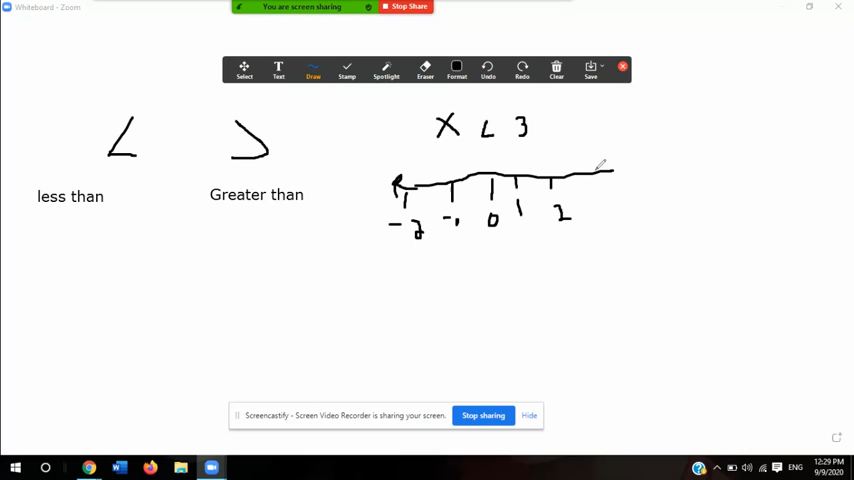 Whiteboard - Zoom
You are screen sharing
Stop Share
Select Text Draw Stamp Spotlight Eraser Format Undo Redo Clear Save
< >
X < 3
less than Greater than
-2 -1 0 1 2
Screencastify - Screen Video Recorder is sharing your screen. Stop sharing Hide
ENG
12:29 PM
9/9/2020